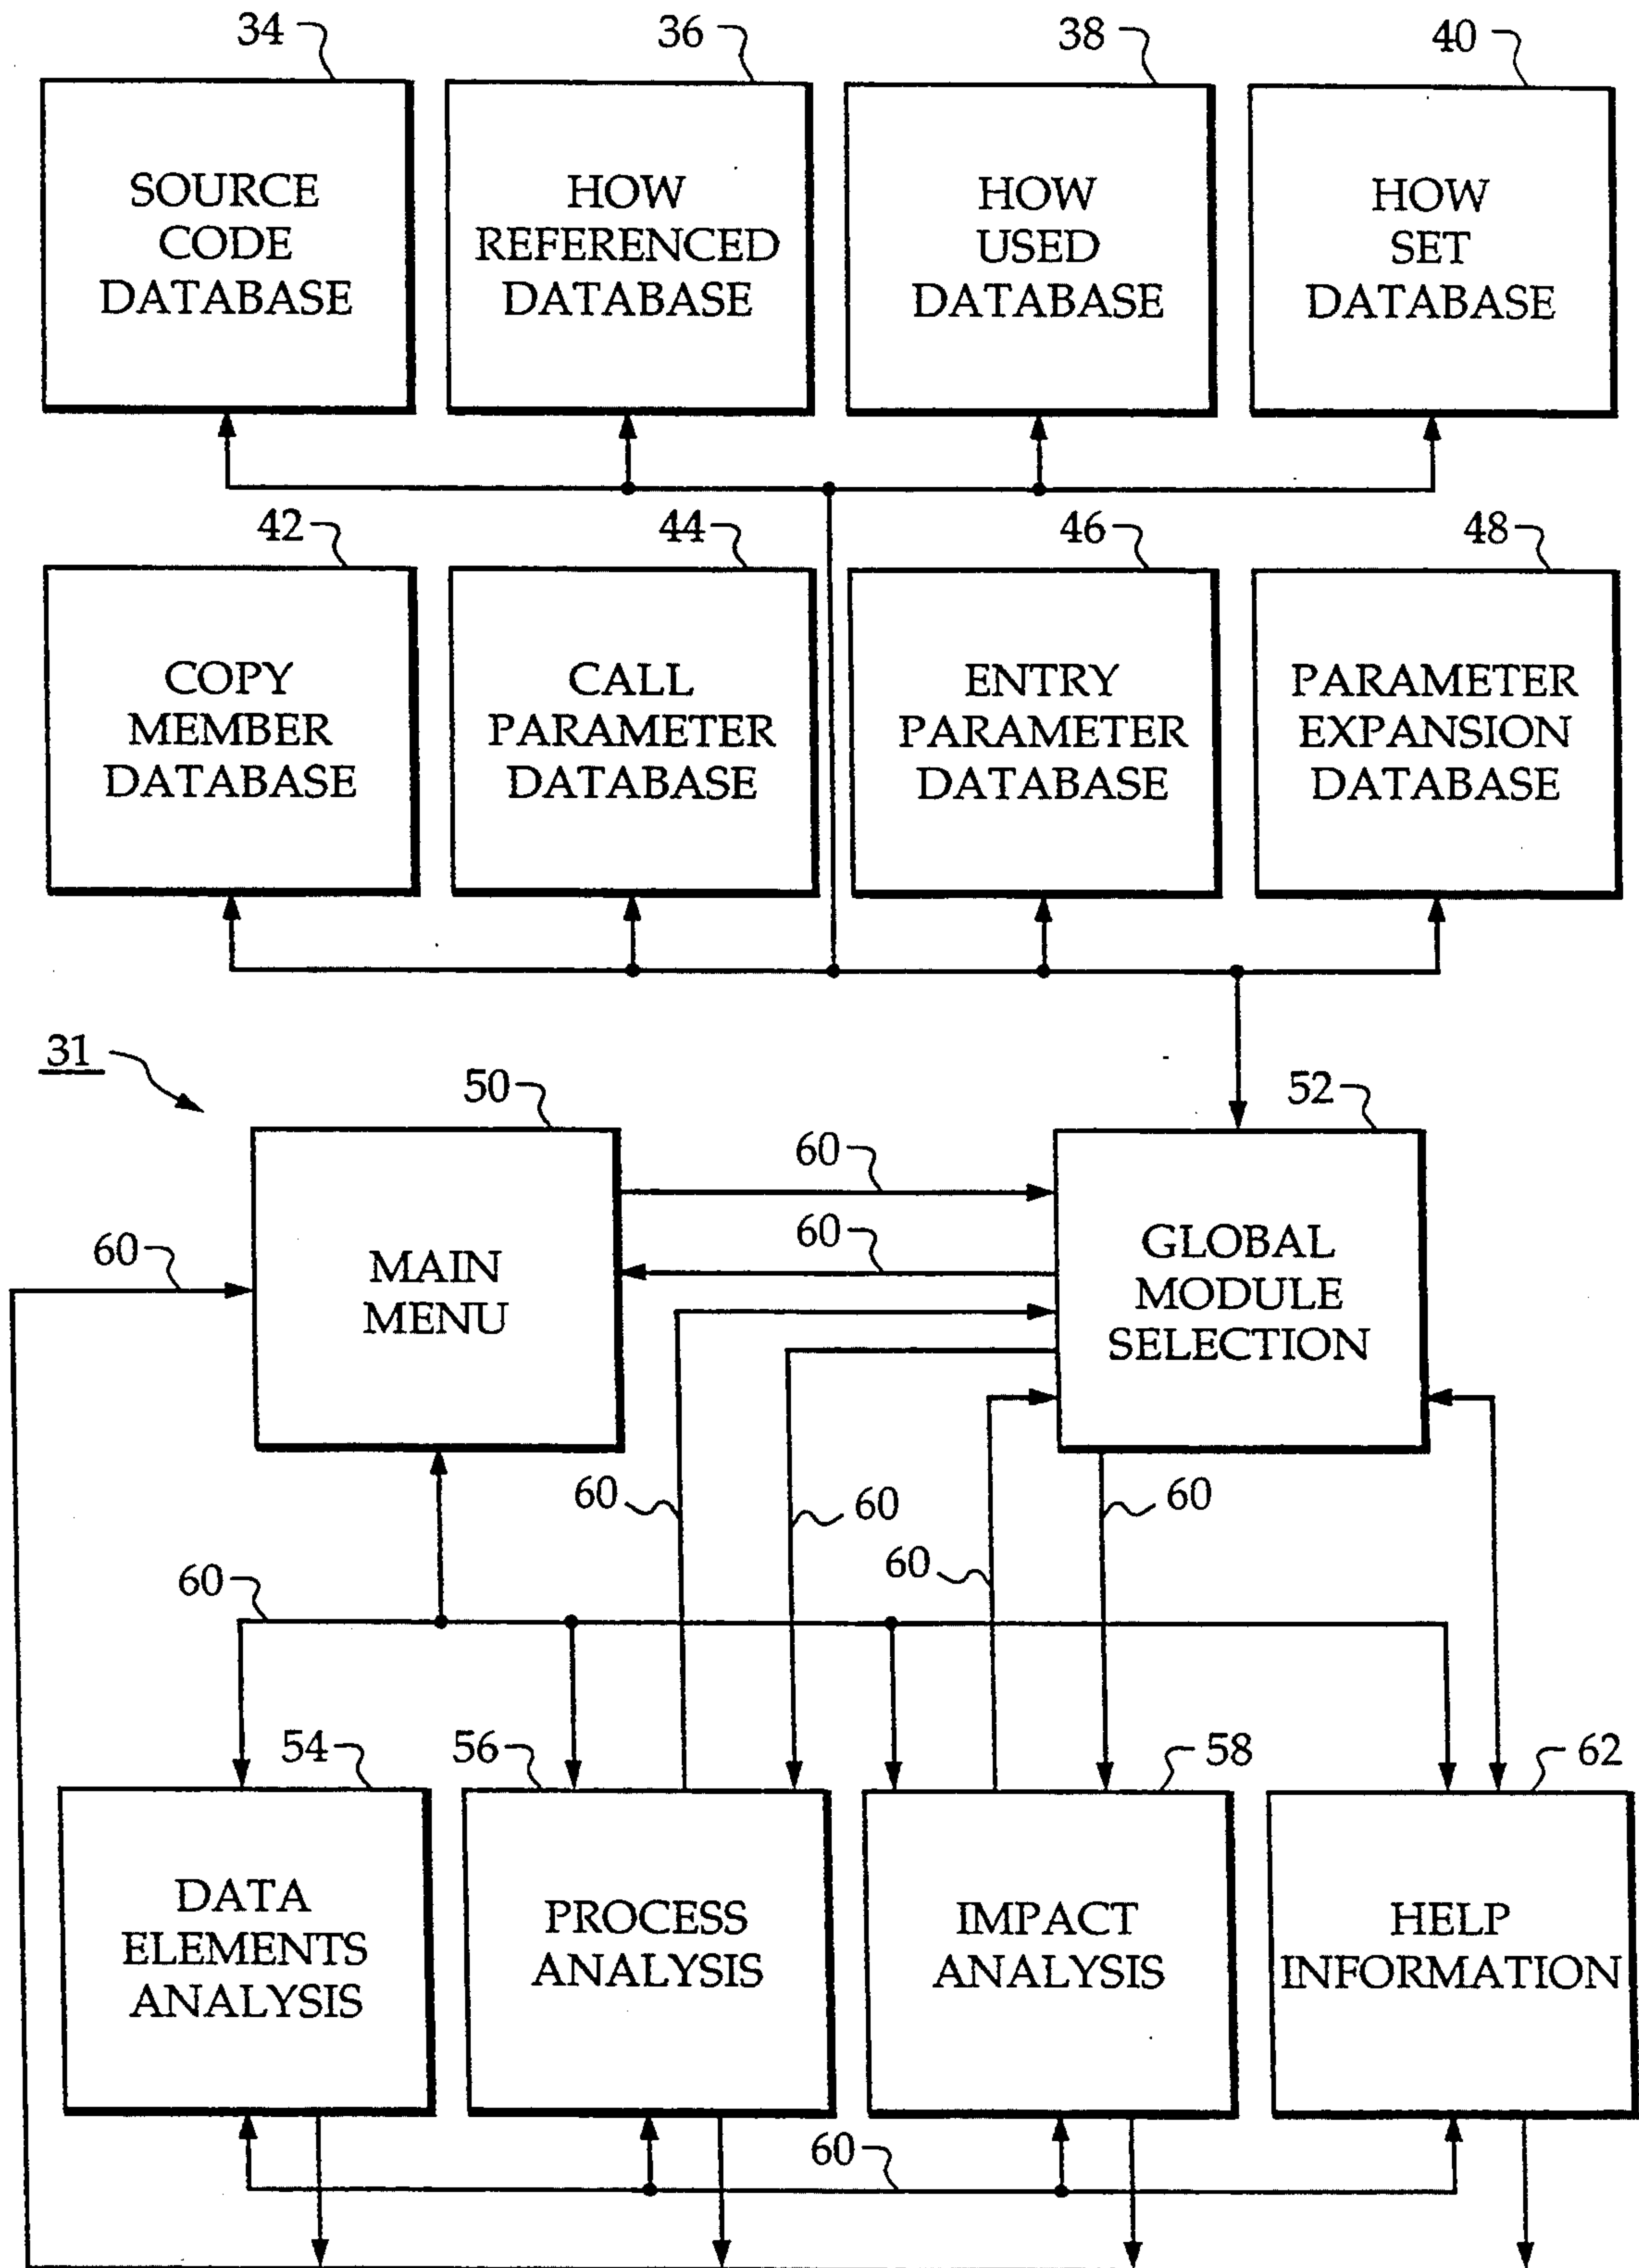 34
36
38
40
SOURCE
CODE
DATABASE
HOW
REFERENCED
DATABASE
HOW
USED
DATABASE
HOW
SET
DATABASE
42
44
46
48
COPY
MEMBER
DATABASE
CALL
PARAMETER
DATABASE
ENTRY
PARAMETER
DATABASE
PARAMETER
EXPANSION
DATABASE
31
50
52
60
60
60
MAIN
MENU
GLOBAL
MODULE
SELECTION
60
60
60
60
60
54
56
58
62
DATA
ELEMENTS
ANALYSIS
PROCESS
ANALYSIS
IMPACT
ANALYSIS
HELP
INFORMATION
60